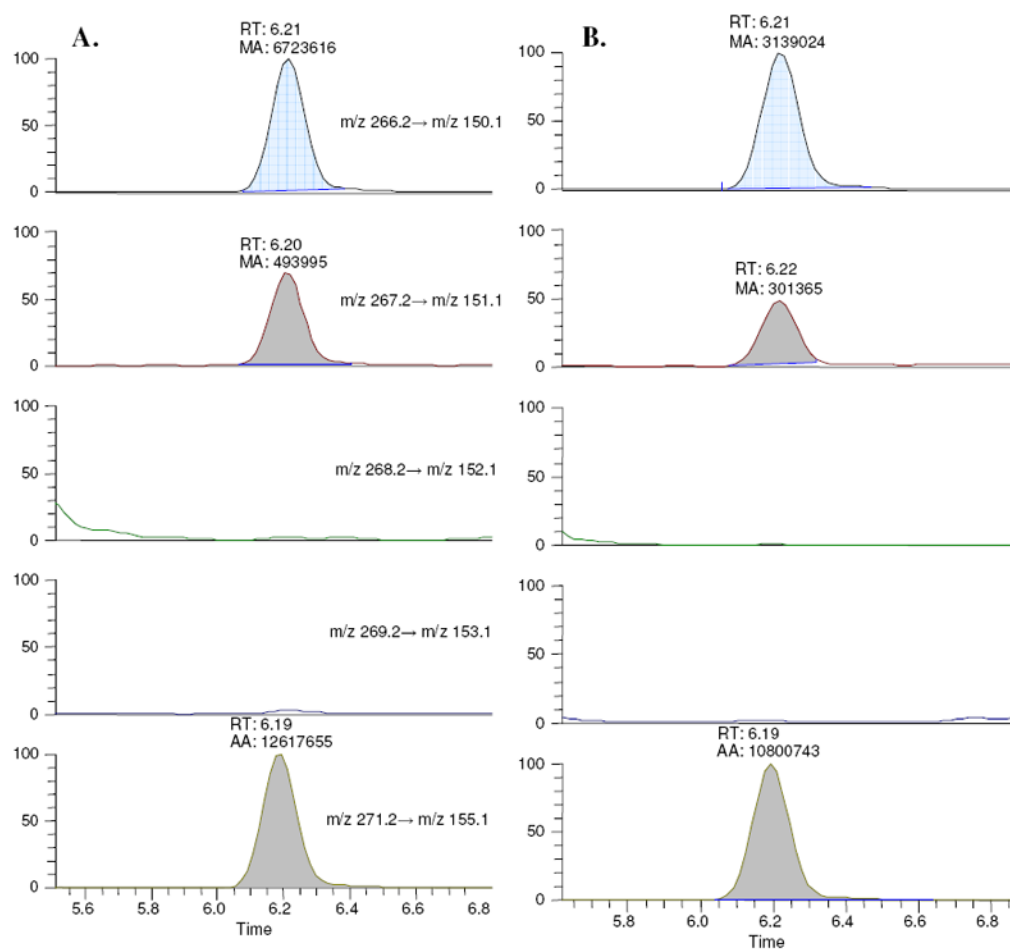 A.
RT: 6.21
MA: 6723616
100
50
0
m/z 266.2→ m/z 150.1
B.
RT: 6.21
MA: 3139024
100
50
0
RT: 6.20
MA: 493995
100
50
0
m/z 267.2→ m/z 151.1
RT: 6.22
MA: 301365
100
50
0
100
50
0
m/z 268.2→ m/z 152.1
100
50
0
100
50
0
m/z 269.2→ m/z 153.1
100
50
0
RT: 6.19
AA: 12617655
100
50
0
m/z 271.2→ m/z 155.1
5.6 5.8 6.0 6.2 6.4 6.6 6.8
Time
RT: 6.19
AA: 10800743
100
50
0
5.8 6.0 6.2 6.4 6.6 6.8
Time